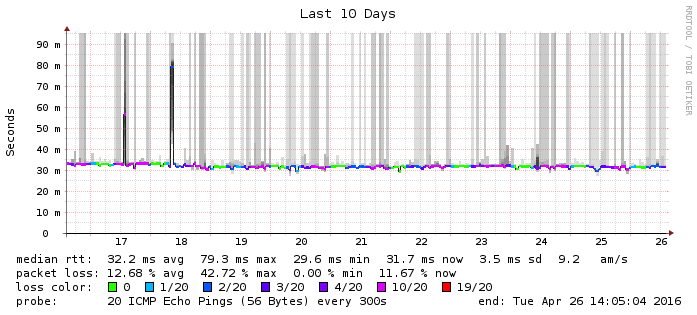 Last 10 Days
RRDTOOL / TOBI OETIKER
Seconds
90 m
80 m
70 m
60 m
50 m
40 m
30 m
20 m
10 m
0
17 18 19 20 21 22 23 24 25 26
median rtt: 32.2 ms avg 79.3 ms max 29.6 ms min 31.7 ms now 3.5 ms sd 9.2 am/s
packet loss: 12.68 % avg 42.72 % max 0.00 % min 11.67 % now
loss color: 0 1/20 2/20 3/20 4/20 10/20 19/20
probe: 20 ICMP Echo Pings (56 Bytes) every 300s end: Tue Apr 26 14:05:04 2016